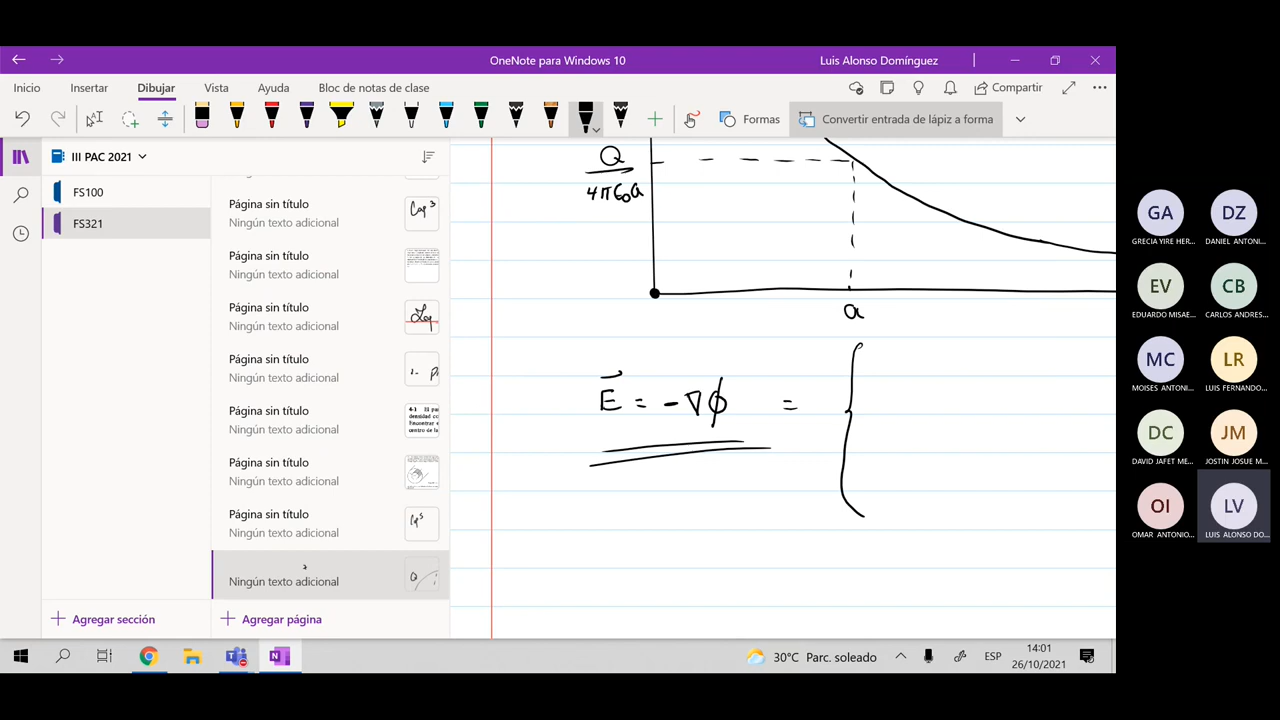 OneNote para Windows 10
Luis Alonso Domínguez
Inicio Insertar Dibujar Vista Ayuda Bloc de notas de clase
Compartir
Formas
Convertir entrada de lápiz a forma
III PAC 2021
FS100
FS321
Página sin título
Ningún texto adicional
Página sin título
Ningún texto adicional
Página sin título
Ningún texto adicional
Página sin título
Ningún texto adicional
Página sin título
Ningún texto adicional
Página sin título
Ningún texto adicional
Página sin título
Ningún texto adicional
Ningún texto adicional
Agregar sección
Agregar página
Q
4πε₀a
a
E⃗ = -∇ϕ = {
GA
GRECIA YIRE HER...
DZ
DANIEL ANTONI...
EV
EDUARDO MISAE...
CB
CARLOS ANDRES...
MC
MOISES ANTONI...
LR
LUIS FERNANDO...
DC
DAVID JAFET ME...
JM
JOSTIN JOSUE M...
OI
OMAR ANTONIO...
LV
LUIS ALONSO DO...
30°C Parc. soleado
ESP
14:01
26/10/2021